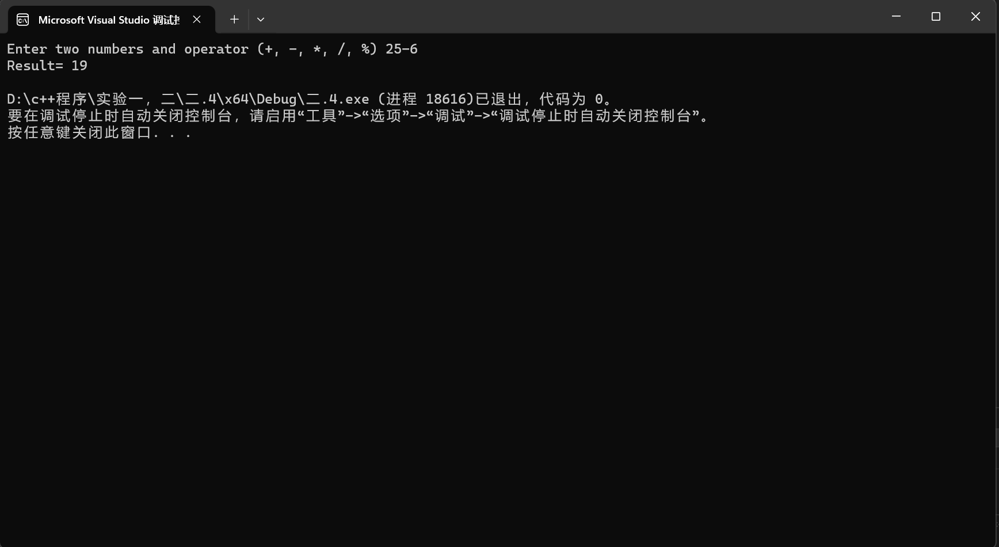 Microsoft Visual Studio 调试
Enter two numbers and operator (+, -, *, /, %) 25-6
Result= 19
D:\c++程序\实验一，二\二.4\x64\Debug\二.4.exe (进程 18616)已退出，代码为 0。
要在调试停止时自动关闭控制台，请启用“工具”->“选项”->“调试”->“调试停止时自动关闭控制台”。
按任意键关闭此窗口. . .